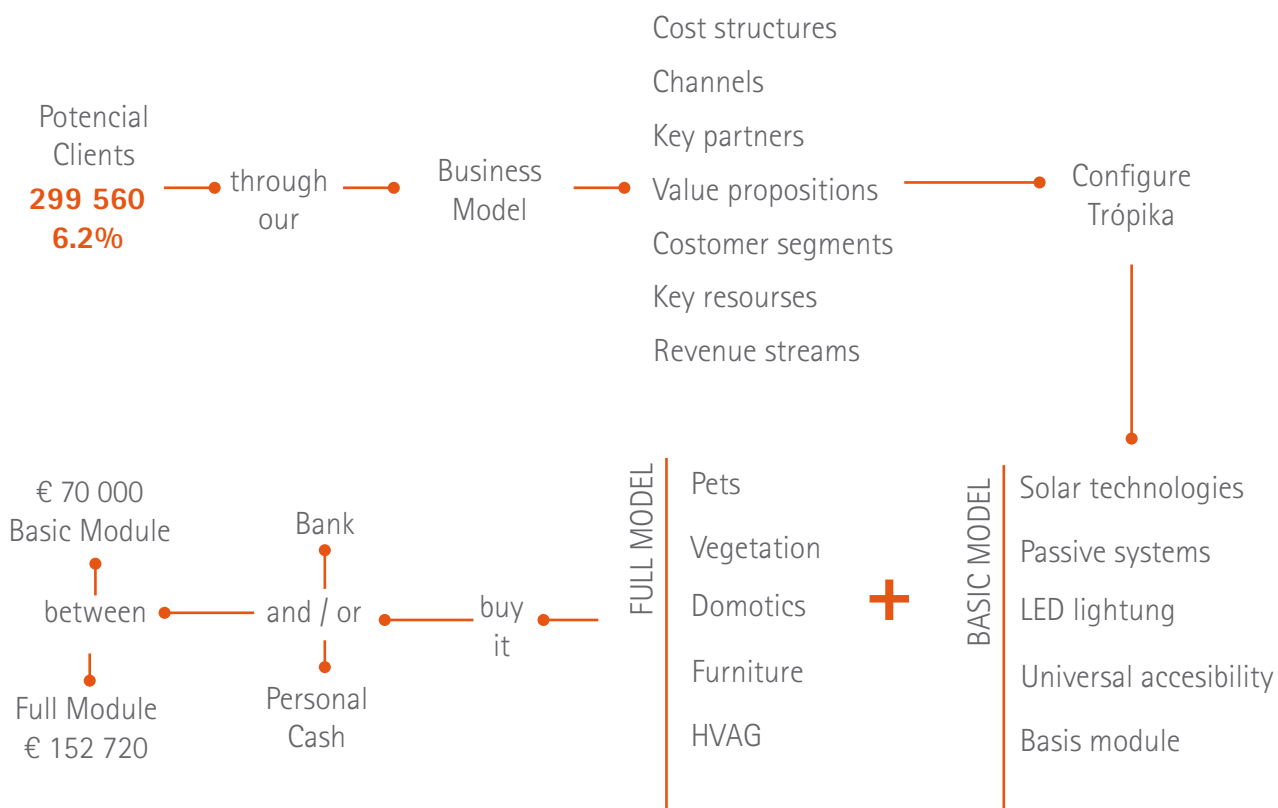 Potencial
Clients
299 560
6.2%
through
our
Business
Model
Cost structures
Channels
Key partners
Value propositions
Costomer segments
Key resourses
Revenue streams
Configure
Trópika
BASIC MODEL
Solar technologies
Passive systems
LED lightung
Universal accesibility
Basis module
+
FULL MODEL
Pets
Vegetation
Domotics
Furniture
HVAG
buy
it
Bank
and / or
Personal
Cash
€ 70 000
Basic Module
between
Full Module
€ 152 720